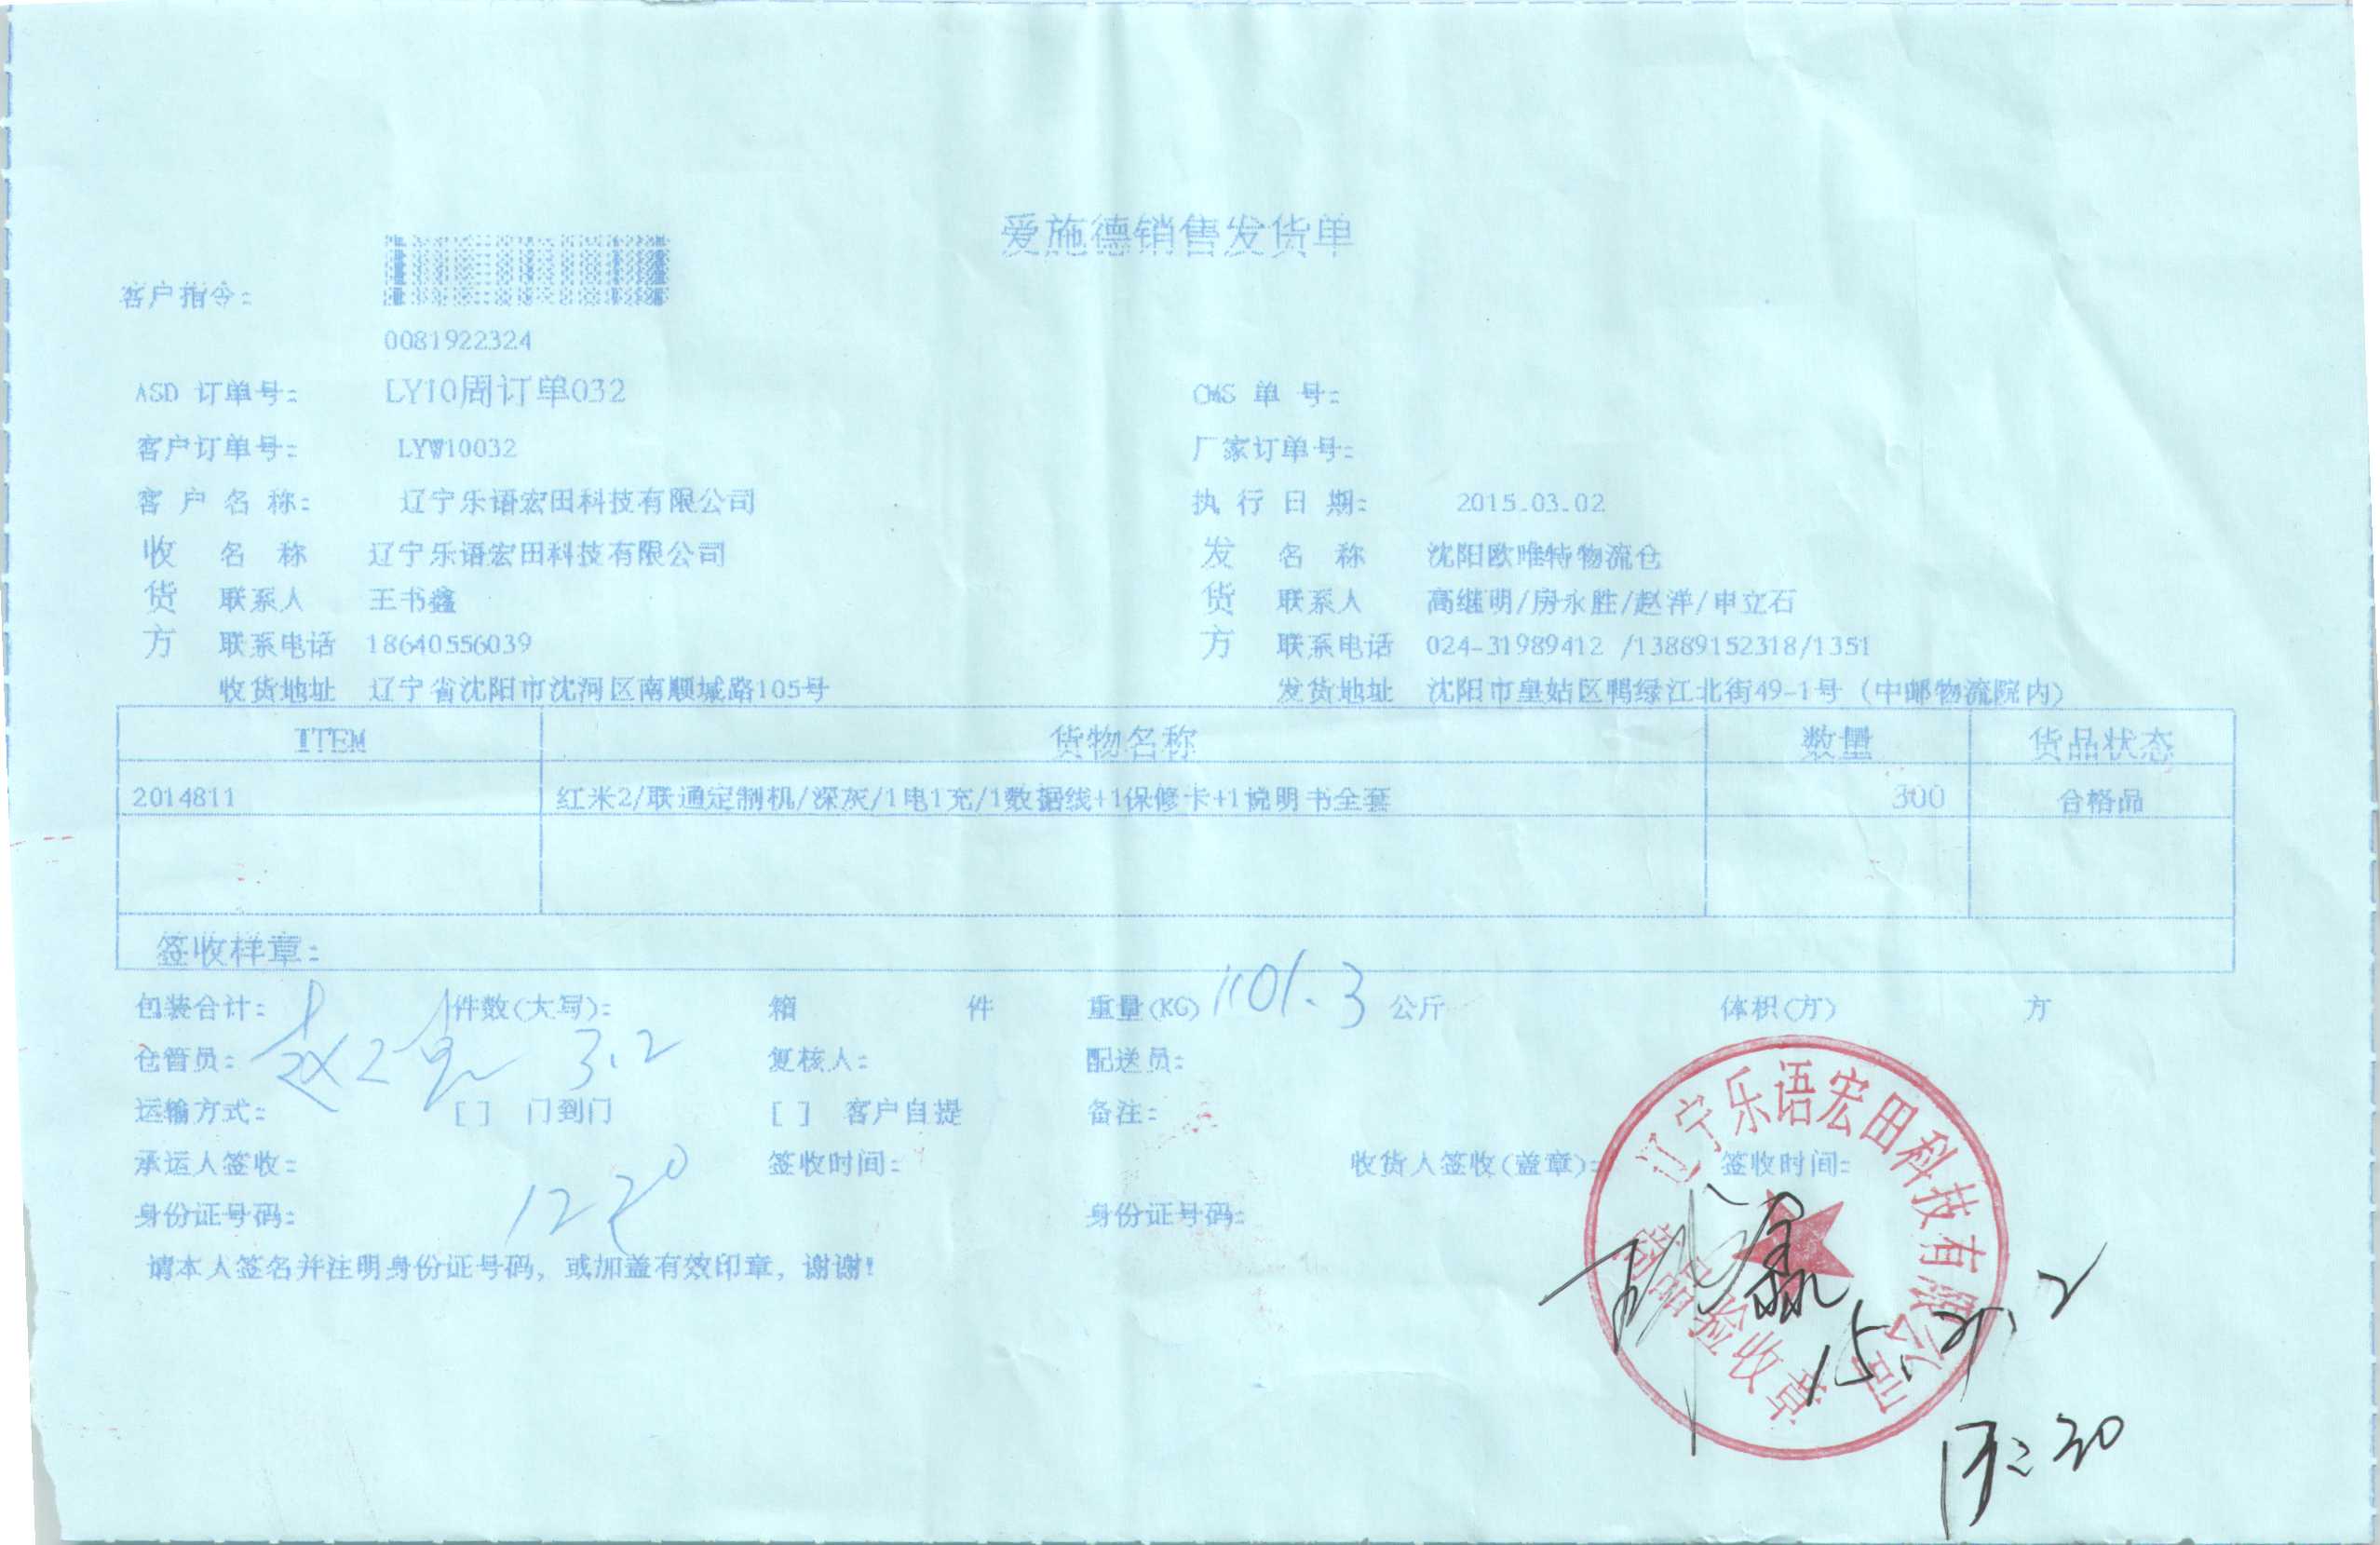 爱施德销售发货单
客户指令:
0081922324
ASD 订单号: LY10周订单032 OMS 单 号:
客户订单号: LYW10032 厂家订单号:
客 户 名 称: 辽宁乐语宏田科技有限公司 执 行 日 期: 2015.03.02
收 名 称 辽宁乐语宏田科技有限公司 发 名 称 沈阳欧唯特物流仓
货 联系人 王书鑫 货 联系人 高继明/房永胜/赵洋/申立石
方 联系电话 18640556039 方 联系电话 024-31989412 /13889152318/1351
收货地址 辽宁省沈阳市沈河区南顺城路105号 发货地址 沈阳市皇姑区鸭绿江北街49-1号 (中邮物流院内)
ITEM 货物名称 数量 货品状态
2014811 红米2/联通定制机/深灰/1电1充/1数据线+1保修卡+1说明书全套 300 合格品
签收样章:
包装合计: 件数(大写): 箱 件 重量(KG) 1101.3 公斤 体积(方) 方
仓管员: 3.2 复核人: 配送员:
运输方式: [ ] 门到门 [ ] 客户自提 备注:
承运人签收: 签收时间: 收货人签收(盖章): 签收时间:
身份证号码: 1220 身份证号码:
请本人签名并注明身份证号码, 或加盖有效印章, 谢谢!
辽宁乐语宏田科技有限公司
商品验收章